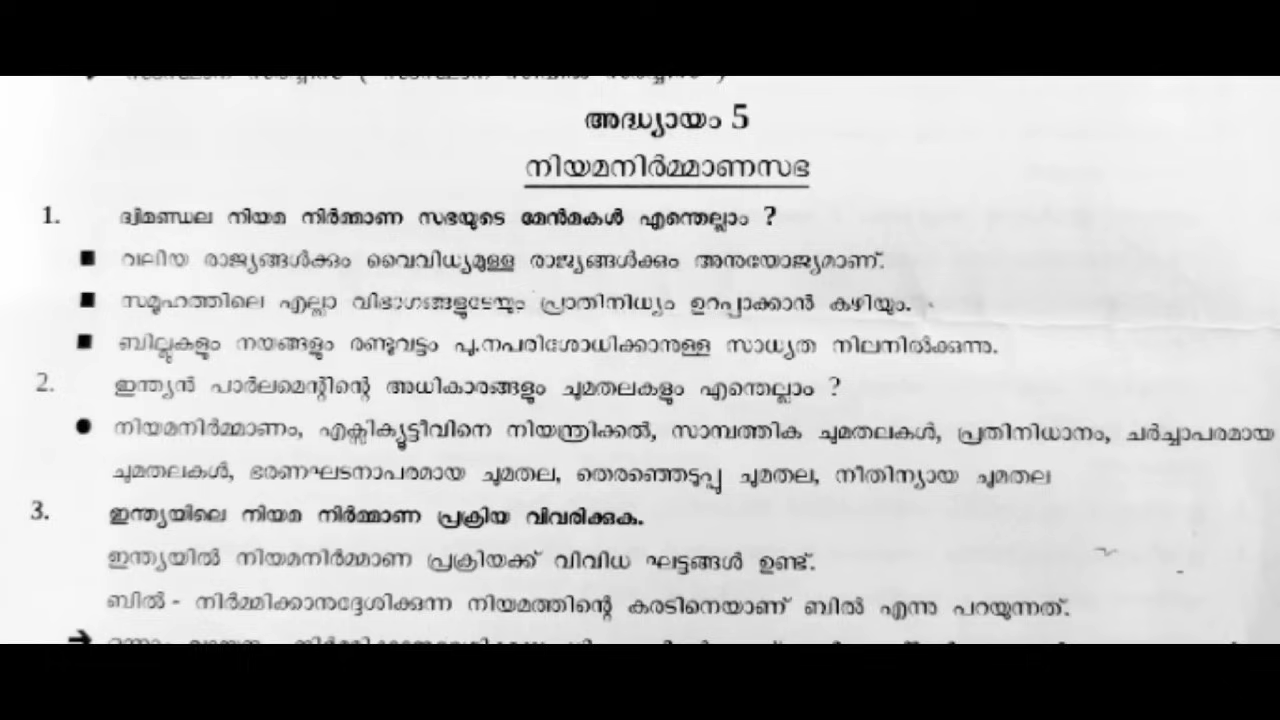 അദ്ധ്യായം 5
നിയമനിർമ്മാണസഭ
1. ദ്വിമണ്ഡല നിയമ നിർമ്മാണ സഭയുടെ മേൻമകൾ എന്തെല്ലാം ?
■ വലിയ രാജ്യങ്ങൾക്കും വൈവിധ്യമുള്ള രാജ്യങ്ങൾക്കും അനുയോജ്യമാണ്.
■ സമൂഹത്തിലെ എല്ലാ വിഭാഗങ്ങളുടേയും പ്രാതിനിധ്യം ഉറപ്പാക്കാൻ കഴിയും.
■ ബില്ലുകളും നയങ്ങളും രണ്ടുവട്ടം പുനപരിശോധിക്കാനുള്ള സാധ്യത നിലനിൽക്കുന്നു.
2. ഇന്ത്യൻ പാർലമെന്റിന്റെ അധികാരങ്ങളും ചുമതലകളും എന്തെല്ലാം ?
● നിയമനിർമ്മാണം, എക്സിക്യൂട്ടീവിനെ നിയന്ത്രിക്കൽ, സാമ്പത്തിക ചുമതലകൾ, പ്രതിനിധാനം, ചർച്ചാപരമായ
ചുമതലകൾ, ഭരണഘടനാപരമായ ചുമതല, തെരഞ്ഞെടുപ്പു ചുമതല, നീതിന്യായ ചുമതല
3. ഇന്ത്യയിലെ നിയമ നിർമ്മാണ പ്രക്രിയ വിവരിക്കുക.
ഇന്ത്യയിൽ നിയമനിർമ്മാണ പ്രക്രിയക്ക് വിവിധ ഘട്ടങ്ങൾ ഉണ്ട്.
ബിൽ - നിർമ്മിക്കാനുദ്ദേശിക്കുന്ന നിയമത്തിന്റെ കരടിനെയാണ് ബിൽ എന്നു പറയുന്നത്.